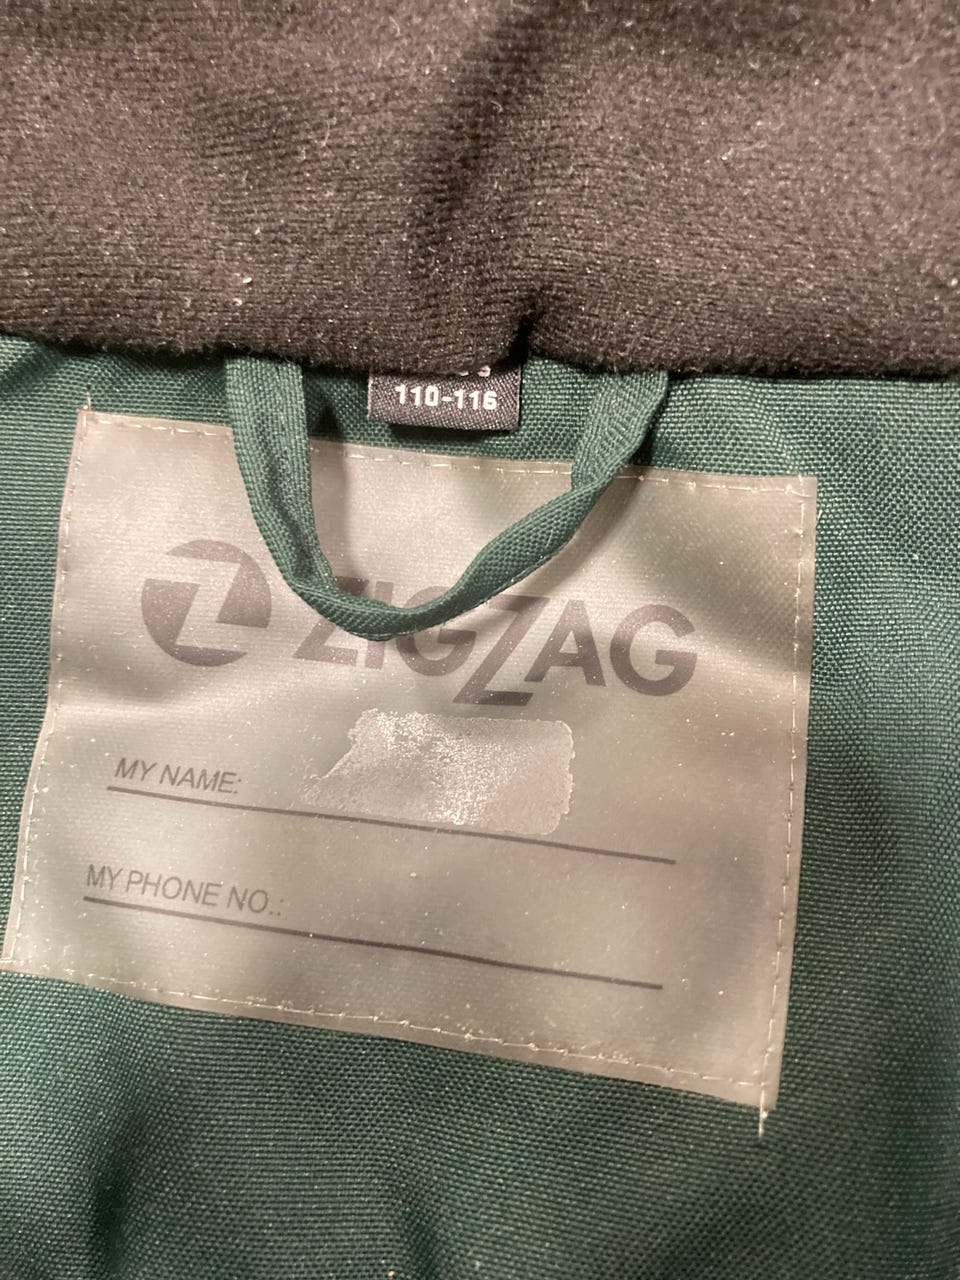 110-116
Z ZIGZAG
MY NAME:
MY PHONE NO.: